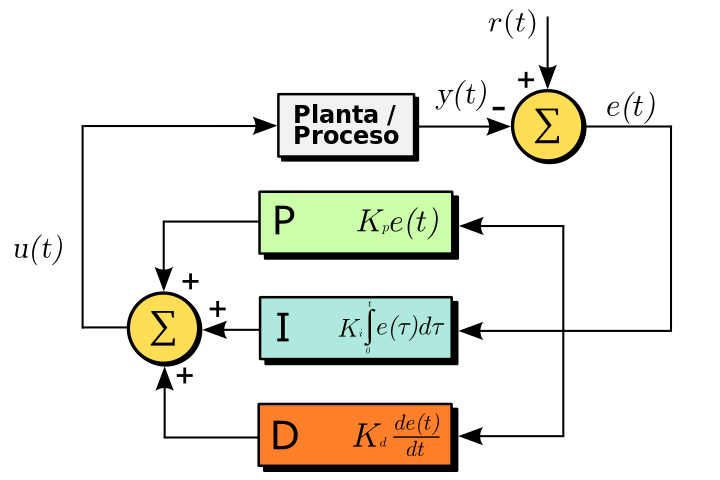 r(t)
+
Planta /
Proceso
y(t)
-
Σ
e(t)
P K_p e(t)
u(t)
+
+
Σ
I K_i ∫_0^t e(τ)dτ
+
D K_d de(t)/dt